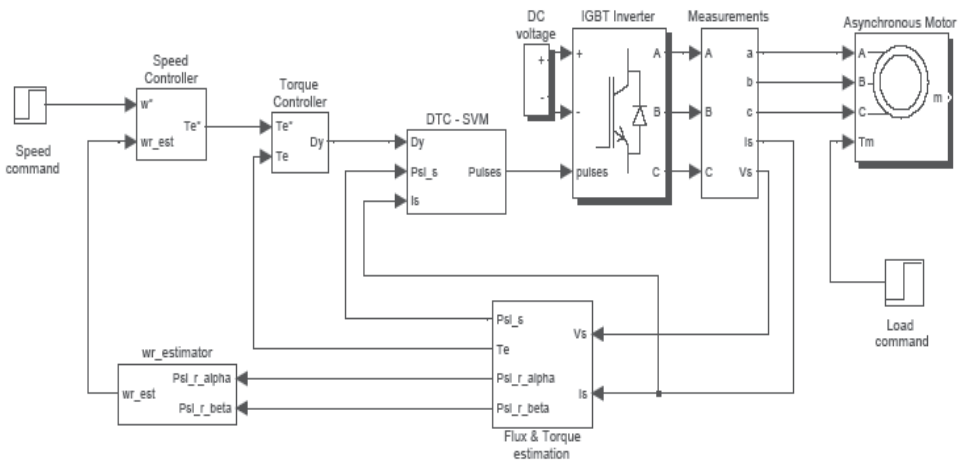 DC
voltage
IGBT Inverter
Measurements
Asynchronous Motor
Speed
Controller
Torque
Controller
DTC - SVM
Speed
command
w*
wr_est
Te*
Te*
Te
Dy
Dy
Psi_s
Is
Pulses
+
-
+
-
pulses
A
B
C
A
B
C
a
b
c
Is
Vs
A
B
C
Tm
m
Load
command
Psi_s
Te
Psi_r_alpha
Psi_r_beta
Vs
Is
Flux & Torque
estimation
wr_estimator
wr_est
Psi_r_alpha
Psi_r_beta